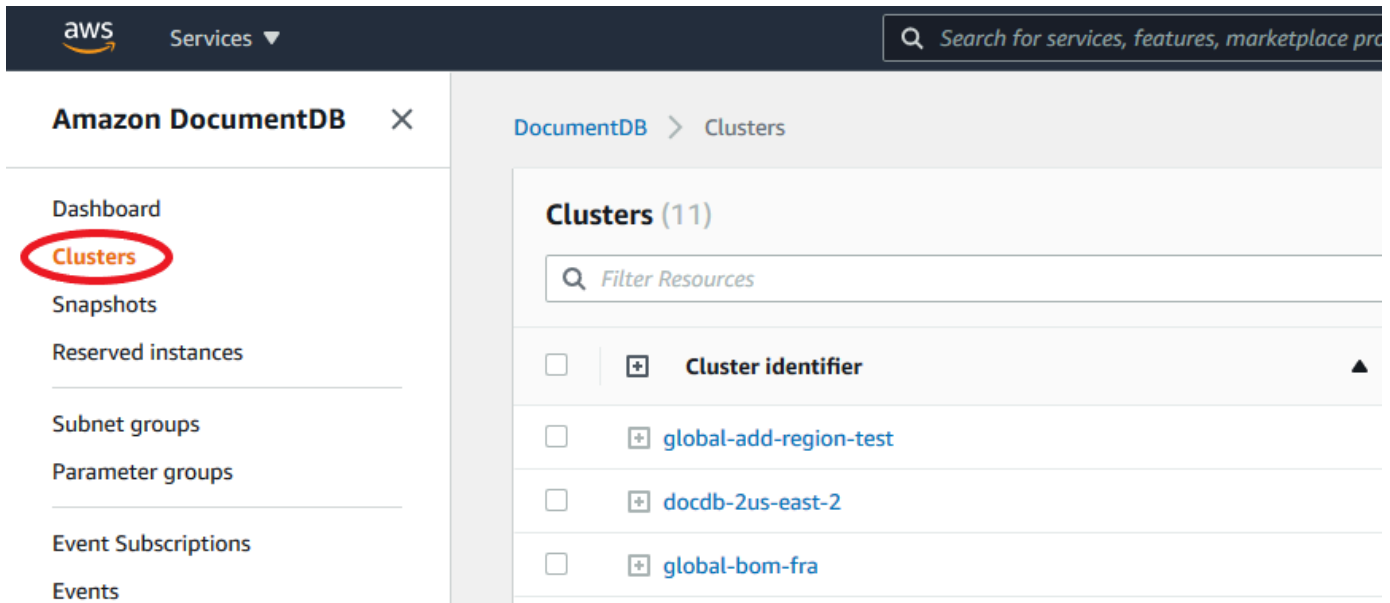 aws Services ▼ Search for services, features, marketplace
Amazon DocumentDB ×
DocumentDB > Clusters
Dashboard
Clusters
Snapshots
Reserved instances
Subnet groups
Parameter groups
Event Subscriptions
Events
Clusters (11)
Filter Resources
Cluster identifier ▲
global-add-region-test
docdb-2us-east-2
global-bom-fra